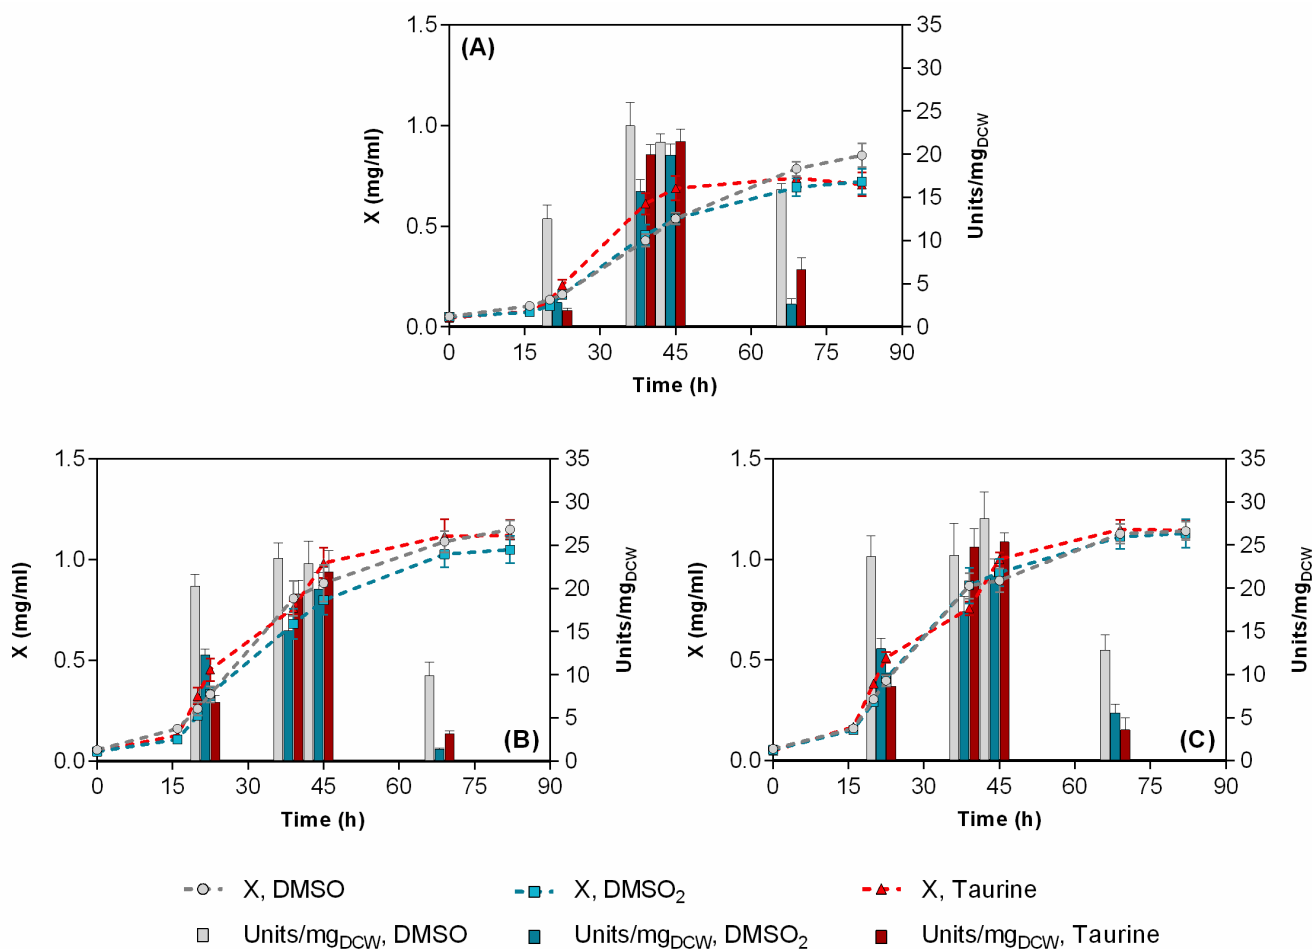 (A)
X (mg/ml)
1.5
1.0
0.5
0.0
35
30
25
20
15
10
5
0
Units/mgDCW
0 15 30 45 60 75 90
Time (h)
(B)
X (mg/ml)
1.5
1.0
0.5
0.0
35
30
25
20
15
10
5
0
Units/mgDCW
0 15 30 45 60 75 90
Time (h)
(C)
X (mg/ml)
1.5
1.0
0.5
0.0
35
30
25
20
15
10
5
0
Units/mgDCW
0 15 30 45 60 75 90
Time (h)
X, DMSO X, DMSO2 X, Taurine
Units/mgDCW, DMSO Units/mgDCW, DMSO2 Units/mgDCW, Taurine